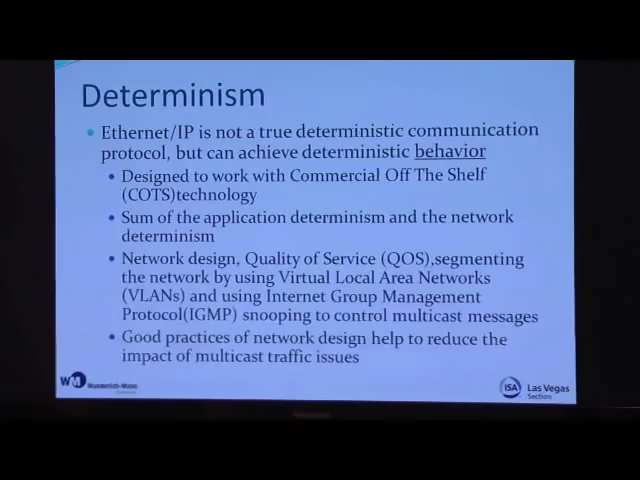 Determinism
Ethernet/IP is not a true deterministic communication
protocol, but can achieve deterministic behavior
Designed to work with Commercial Off The Shelf
(COTS)technology
Sum of the application determinism and the network
determinism
Network design, Quality of Service (QOS),segmenting
the network by using Virtual Local Area Networks
(VLANs) and using Internet Group Management
Protocol(IGMP) snooping to control multicast messages
Good practices of network design help to reduce the
impact of multicast traffic issues
WM Wunderlich-Malec
ISA Las Vegas
Section